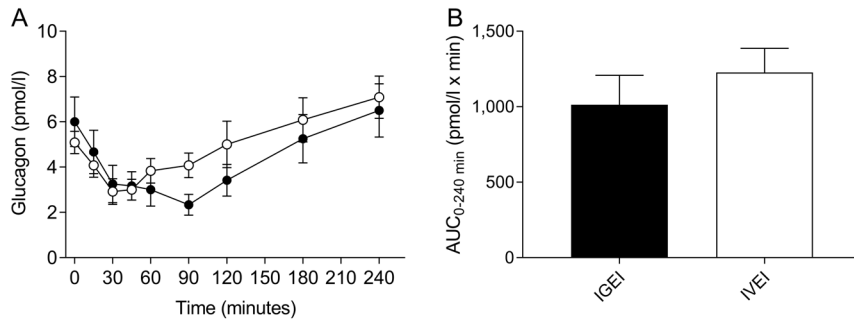 A
10
8
6
4
2
0
Glucagon (pmol/l)
0 30 60 90 120 150 180 210 240
Time (minutes)
B
1,500
1,000
500
0
AUC0-240 min (pmol/l x min)
IGEI
IVEI